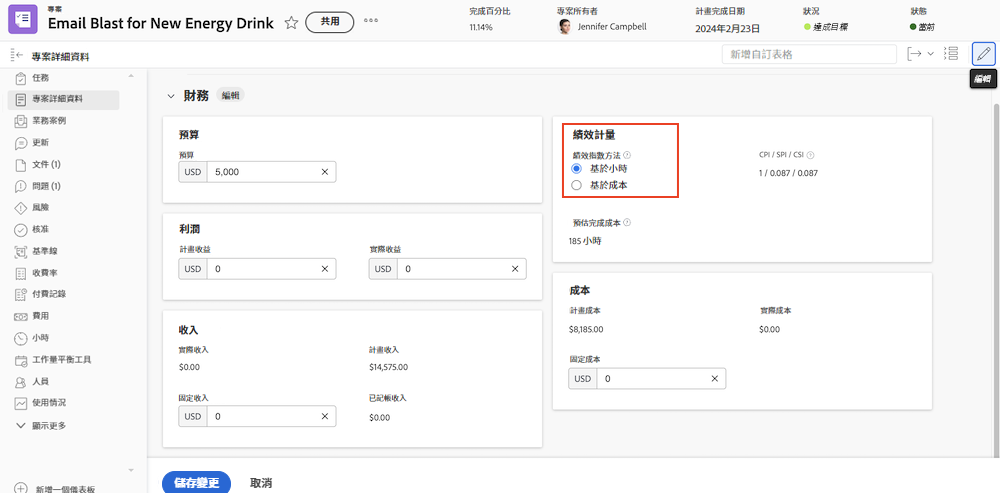 專案
Email Blast for New Energy Drink
共用
完成百分比
11.14%
專案所有者
Jennifer Campbell
計畫完成日期
2024年2月23日
狀況
達成目標
狀態
當前
專案詳細資料
新增自訂表格
編輯
任務
專案詳細資料
業務案例
更新
文件 (1)
問題 (1)
風險
核准
基準線
收費率
付費記錄
費用
小時
工作量平衡工具
人員
使用情況
顯示更多
新增一個儀表板
財務
編輯
預算
預算
USD 5,000
利潤
計畫收益
USD 0
實際收益
USD 0
收入
實際收入
$0.00
計畫收入
$14,575.00
固定收入
USD 0
已記帳收入
$0.00
績效計量
績效指數方法
基於小時
基於成本
CPI / SPI / CSI
1 / 0.087 / 0.087
預估完成成本
185 小時
成本
計畫成本
$8,185.00
實際成本
$0.00
固定成本
USD 0
儲存變更
取消